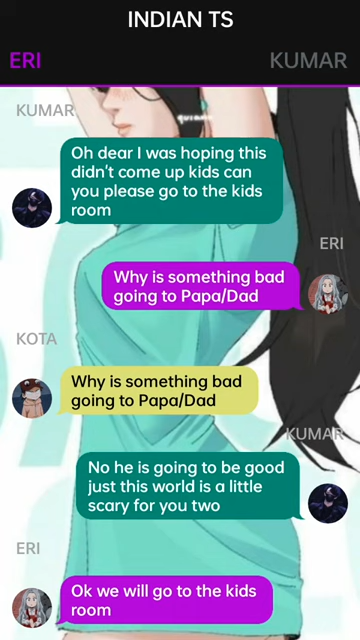 INDIAN TS
ERI
KUMAR
KUMAR
Oh dear I was hoping this
didn't come up kids can
you please go to the kids
room
ERI
Why is something bad
going to Papa/Dad
KOTA
Why is something bad
going to Papa/Dad
KUMAR
No he is going to be good
just this world is a little
scary for you two
ERI
Ok we will go to the kids
room